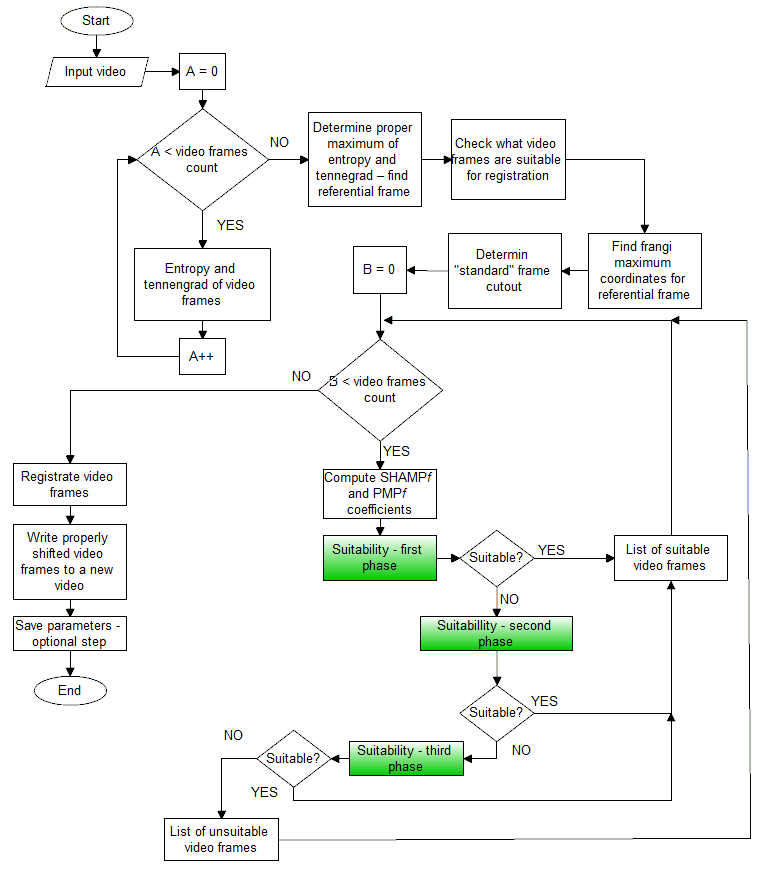 Start
Input video
A = 0
A < video frames
count
NO
Determine proper
maximum of
entropy and
tennegrad – find
referential frame
Check what video
frames are suitable
for registration
YES
Entropy and
tennengrad of video
frames
A++
Find frangi
maximum
coordinates for
referential frame
Determin
"standard" frame
cutout
B = 0
B < video frames
count
NO
YES
Registrate video
frames
Write properly
shifted video
frames to a new
video
Save parameters -
optional step
End
Compute SHAMPf
and PMPf
coefficients
Suitability - first
phase
Suitable?
YES
List of suitable
video frames
NO
Suitabillity - second
phase
Suitable?
YES
NO
Suitability - third
phase
Suitable?
NO
YES
List of unsuitable
video frames